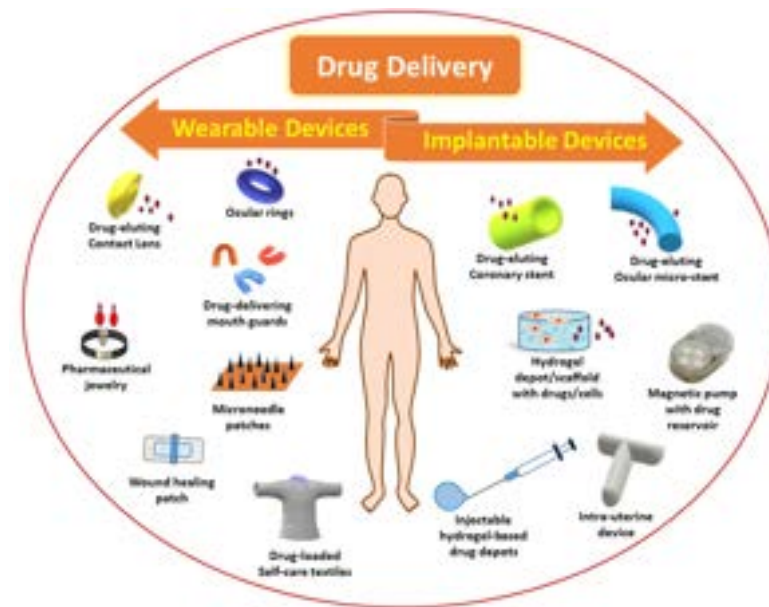 Drug Delivery
Wearable Devices
Implantable Devices
Drug-eluting
Contact Lens
Ocular rings
Drug-delivering
mouth guards
Pharmaceutical
jewelry
Microneedle
patches
Wound healing
patch
Drug-loaded
Self-care textiles
Drug-eluting
Coronary stent
Drug-eluting
Ocular micro-stent
Hydrogel
depot/scaffold
with drugs/cells
Magnetic pump
with drug
reservoir
Injectable
hydrogel-based
drug depots
Intra-uterine
device